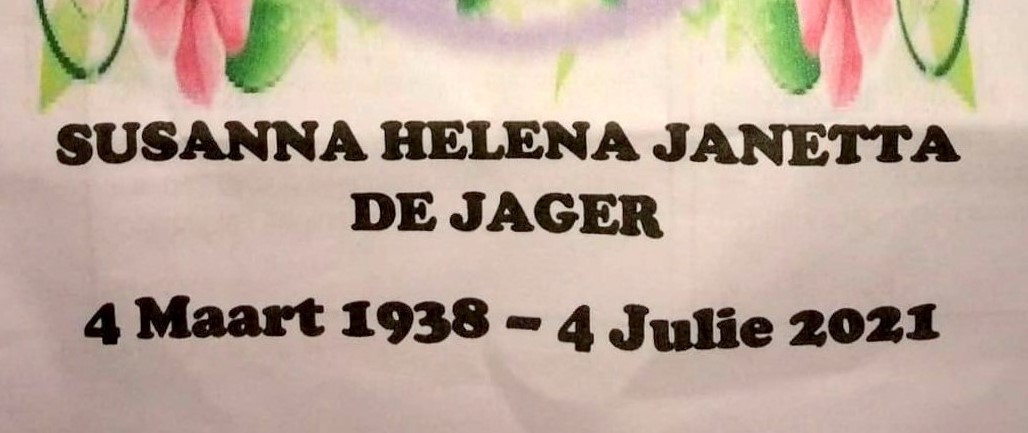 SUSANNA HELENA JANETTA
DE JAGER
4 Maart 1938 – 4 Julie 2021